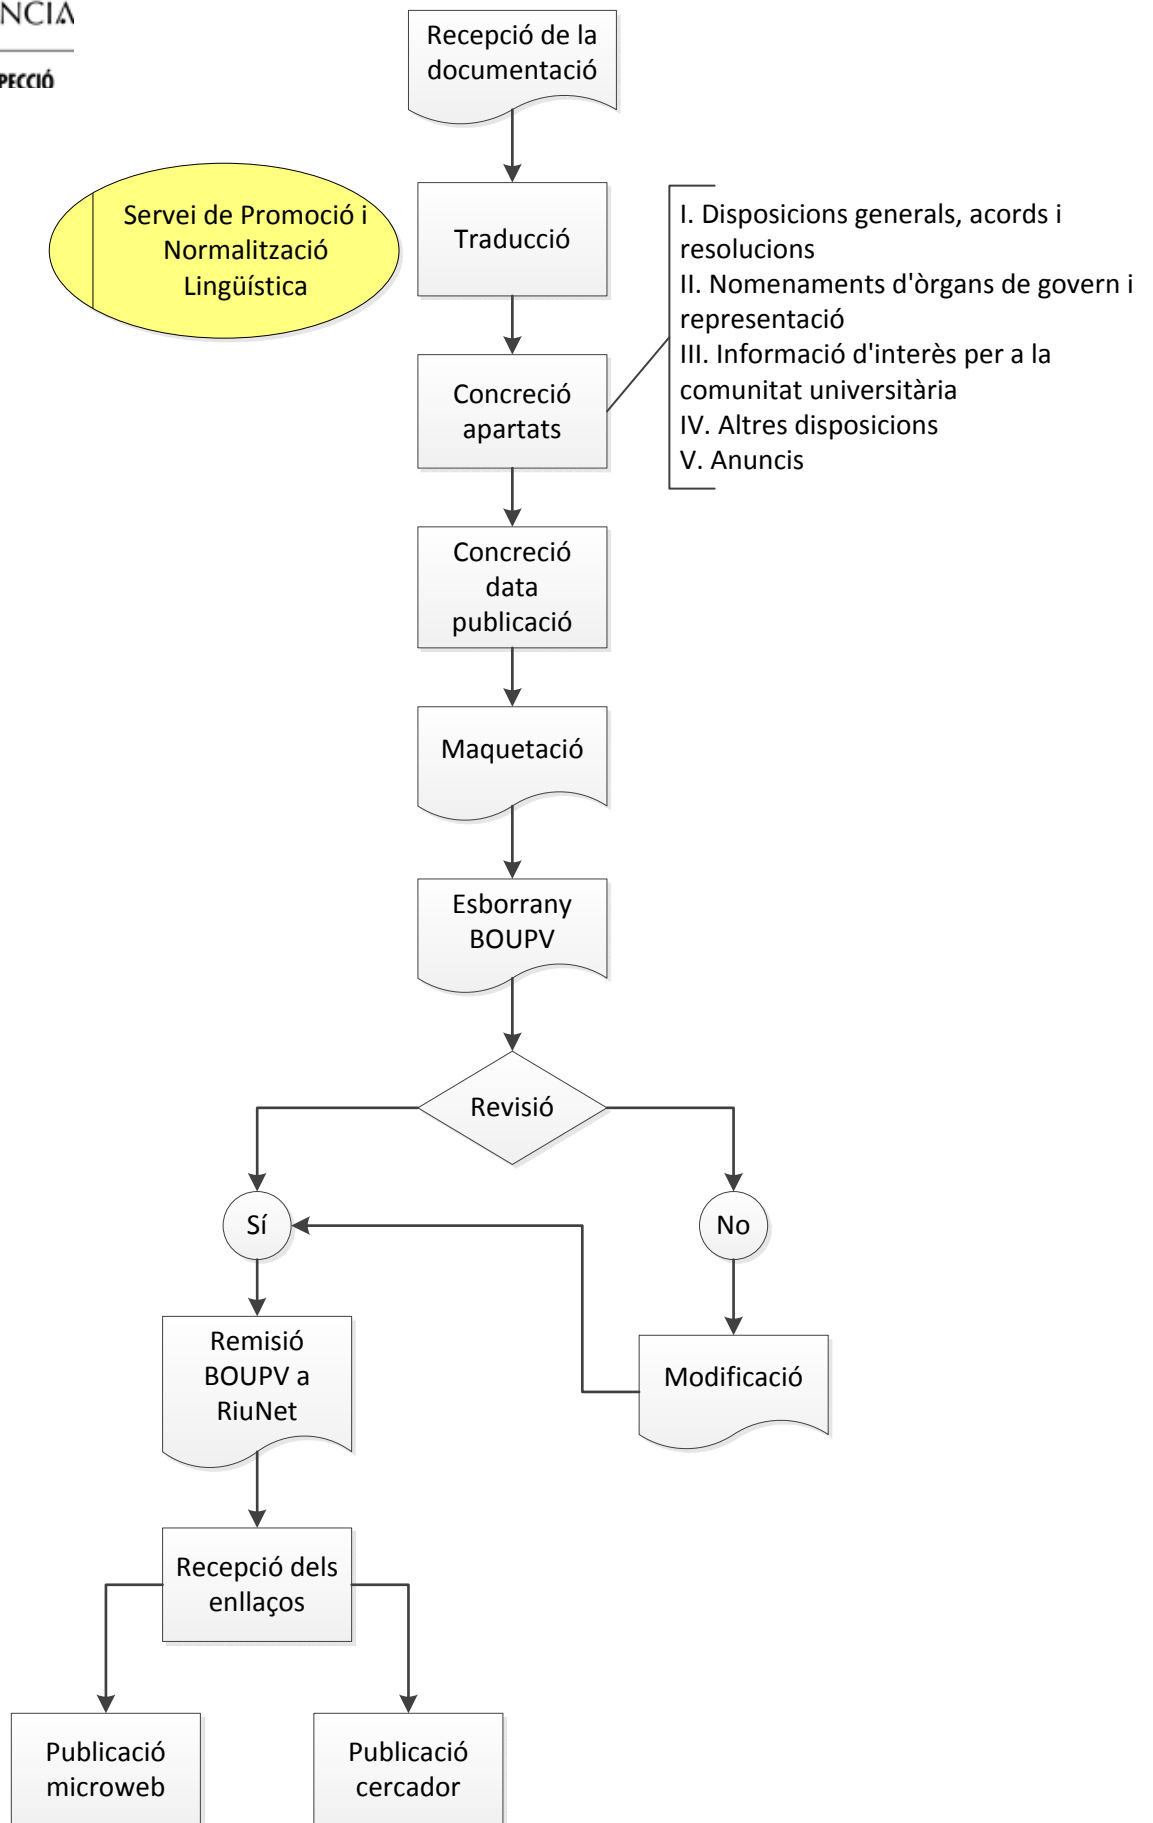 NCIA
PECCIÓ
Recepció de la
documentació
Servei de Promoció i
Normalització
Lingüística
Traducció
I. Disposicions generals, acords i
resolucions
II. Nomenaments d'òrgans de govern i
representació
III. Informació d'interès per a la
comunitat universitària
IV. Altres disposicions
V. Anuncis
Concreció
apartats
Concreció
data
publicació
Maquetació
Esborrany
BOUPV
Revisió
Sí
No
Remisió
BOUPV a
RiuNet
Modificació
Recepció dels
enllaços
Publicació
microweb
Publicació
cercador